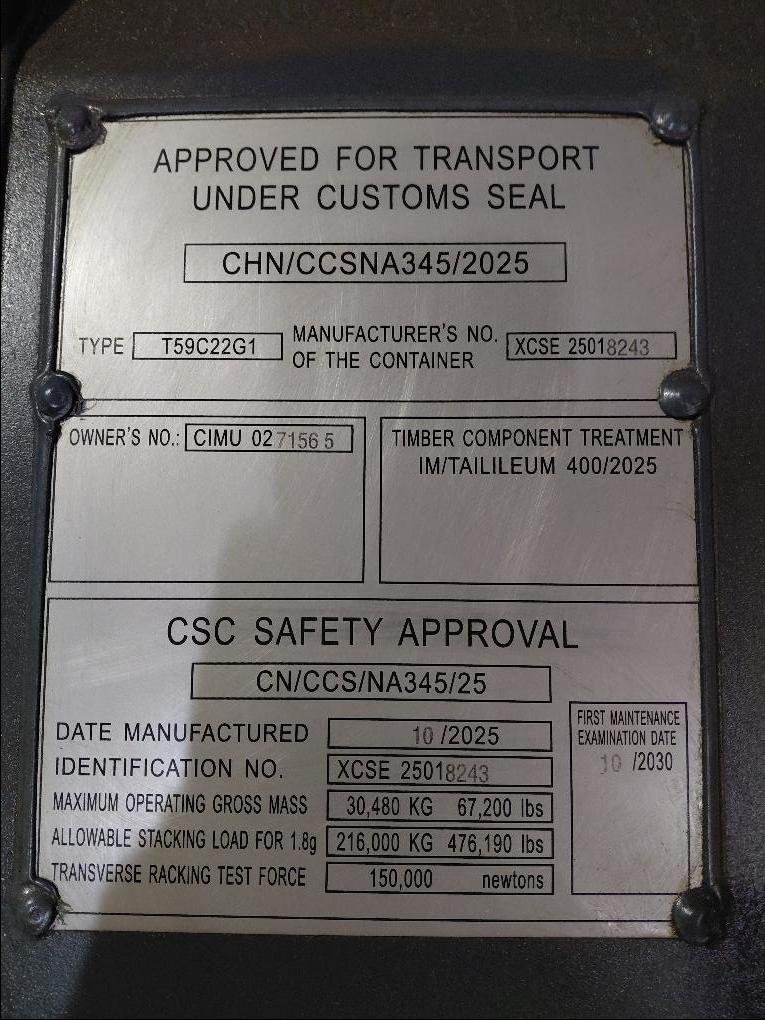 APPROVED FOR TRANSPORT
UNDER CUSTOMS SEAL
CHN/CCSNA345/2025
TYPE T59C22G1
MANUFACTURER'S NO.
OF THE CONTAINER
XCSE 25018243
OWNER'S NO.: CIMU 027156 5
TIMBER COMPONENT TREATMENT
IM/TAILILEUM 400/2025
CSC SAFETY APPROVAL
CN/CCS/NA345/25
DATE MANUFACTURED 10 /2025
IDENTIFICATION NO. XCSE 25018243
MAXIMUM OPERATING GROSS MASS 30,480 KG 67,200 lbs
ALLOWABLE STACKING LOAD FOR 1.8g 216,000 KG 476,190 lbs
TRANSVERSE RACKING TEST FORCE 150,000 newtons
FIRST MAINTENANCE
EXAMINATION DATE
10 /2030